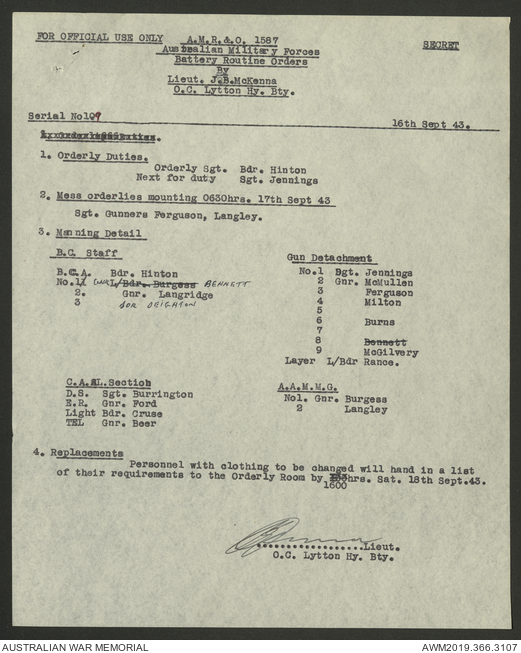 FOR OFFICIAL USE ONLY A.M.R.&.O. 1587
Australian Military Forces
SECRET
Battery Routine Orders
By
Lieut. J.B.McKenna
O.C. Lytton Hy. Bty.
Serial No109
16th Sept 43.
1. Orderly Duties.
Orderly Sgt. Bdr. Hinton
Next for duty Sgt. Jennings
2. Mess orderlies mounting 0630hrs. 17th Sept 43
Sgt. Gunners Ferguson, Langley.
3. Manning Detail
B.C. Staff
B.C.A. Bdr. Hinton
No.1 GNR L/Bdr. Burgess BENNETT
2. Gnr. Langridge
3 BDR DEIGHTON
Gun Detachment
No.1 Sgt. Jennings
2 Gnr. McMullen
3 Ferguson
4 Milton
5
6 Burns
7
8 Bennett
9 McGilvery
Layer L/Bdr Rance.
C.A.SL.Section
D.S. Sgt. Burrington
E.R. Gnr. Ford
Light Bdr. Cruse
TEL Gnr. Beer
A.A.M.M.G.
No1. Gnr. Burgess
2 Langley
4. Replacements
Personnel with clothing to be changed will hand in a list
of their requirements to the Orderly Room by hrs. Sat. 18th Sept.43.
1600
..................Lieut.
O.C. Lytton Hy. Bty.
AUSTRALIAN WAR MEMORIAL
AWM2019.366.3107